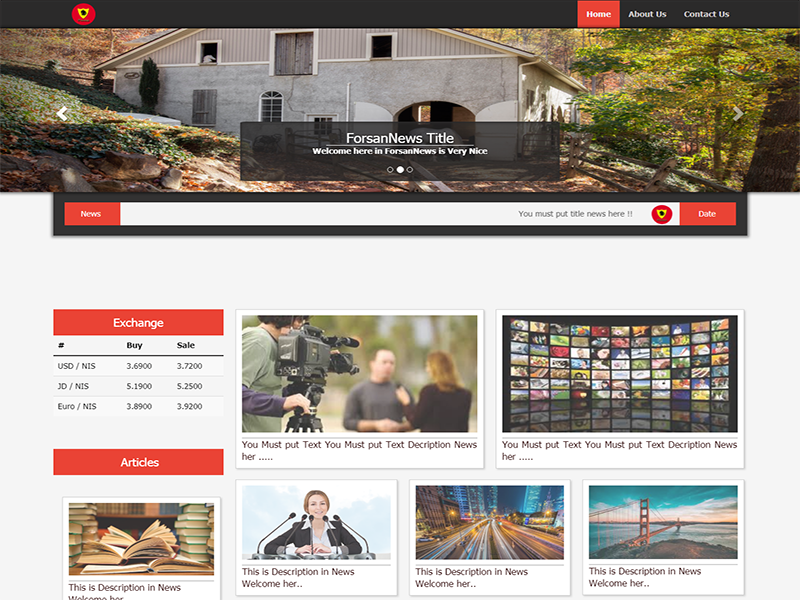 Home About Us Contact Us
ForsanNews Title
Welcome here in ForsanNews is Very Nice
News You must put title news here !! Date
Exchange
# Buy Sale
USD / NIS 3.6900 3.7200
JD / NIS 5.1900 5.2500
Euro / NIS 3.8900 3.9200
You Must put Text You Must put Text Decription News
her .....
You Must put Text You Must put Text Decription News
her .....
Articles
This is Description in News
Welcome her..
This is Description in News
Welcome her..
This is Description in News
Welcome her..
This is Description in News
Welcome her